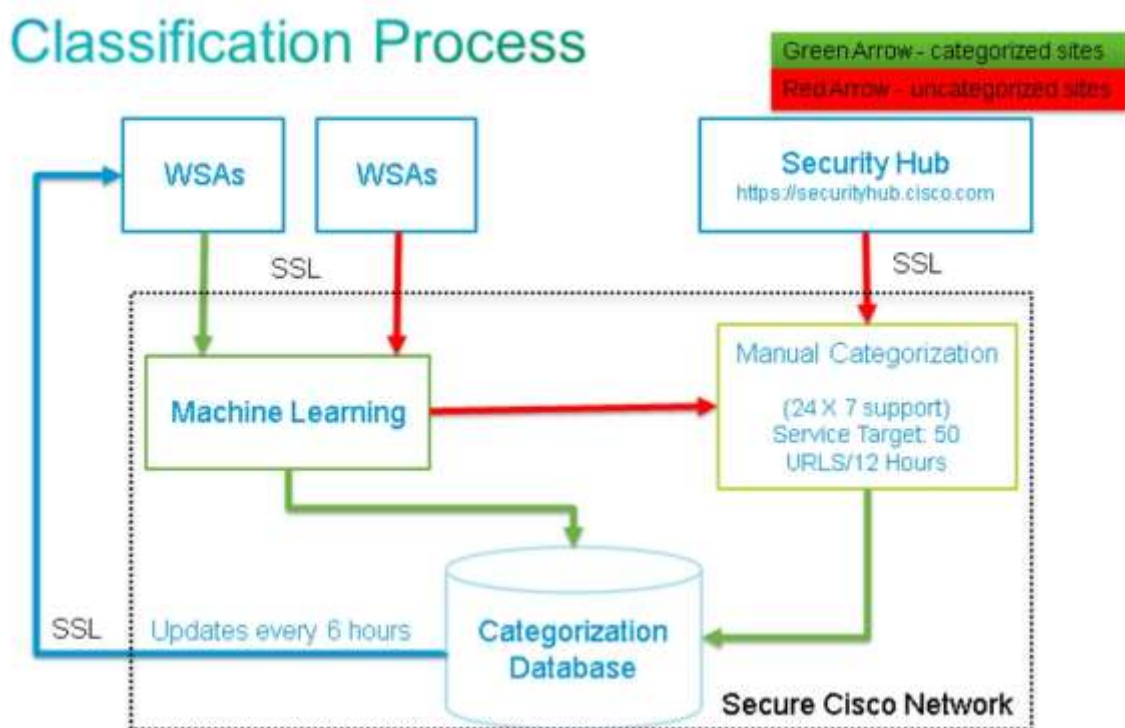 Classification Process
Green Arrow - categorized sites
Red Arrow - uncategorized sites
WSAs
WSAs
Security Hub
https://securityhub.cisco.com
SSL
SSL
Manual Categorization
(24 X 7 support)
Service Target: 50
URLS/12 Hours
Machine Learning
SSL
Updates every 6 hours
Categorization
Database
Secure Cisco Network